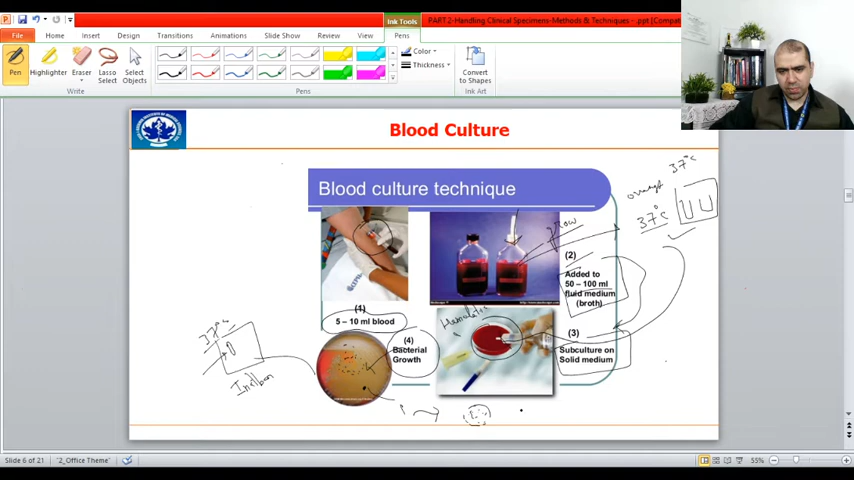 Ink Tools
PART.2-Handling Clinical Specimens-Methods & Techniques - .ppt [Compat
File Home Insert Design Transitions Animations Slide Show Review View Pens
Pen Highlighter Eraser Lasso Select Select Objects
Color
Thickness
Convert to Shapes
Write
Pens
Ink Art
Blood Culture
Blood culture technique
37°c
37°c
(1)
5 – 10 ml blood
(2)
Added to
50 – 100 ml
fluid medium
(broth)
(3)
Subculture on
Solid medium
(4)
Bacterial
Growth
37°c
Slide 6 of 21
"2_Office Theme"
55%